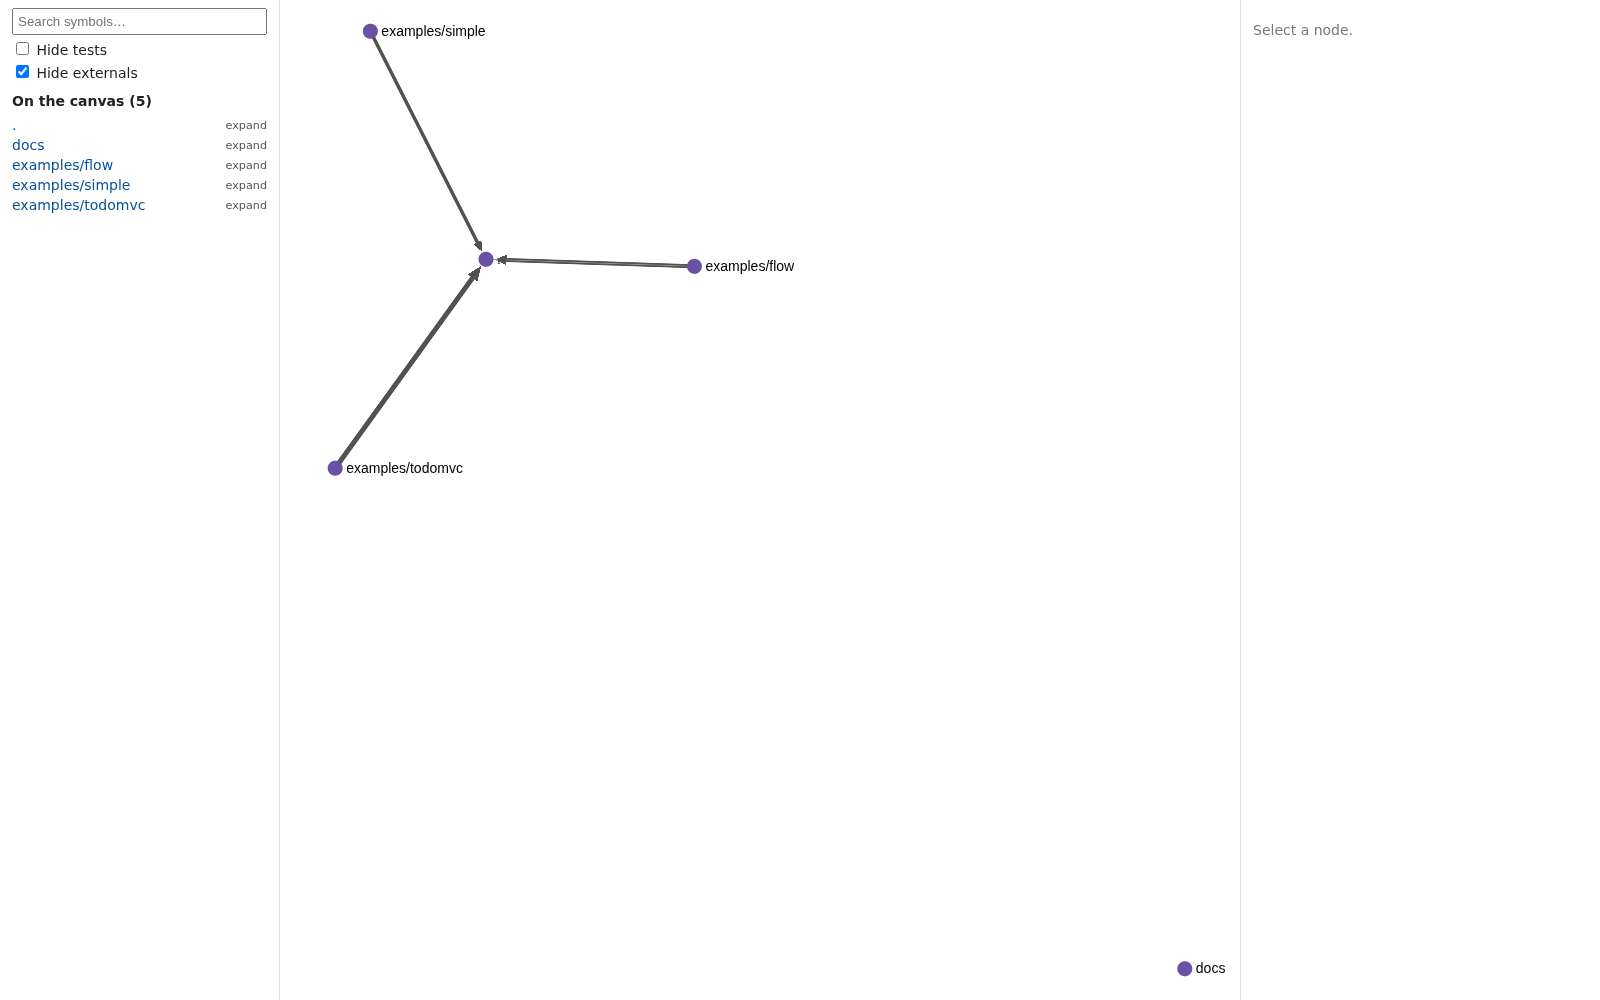 Search symbols…
Hide tests
Hide externals
On the canvas (5)
. expand
docs expand
examples/flow expand
examples/simple expand
examples/todomvc expand
examples/simple
examples/flow
examples/todomvc
docs
Select a node.